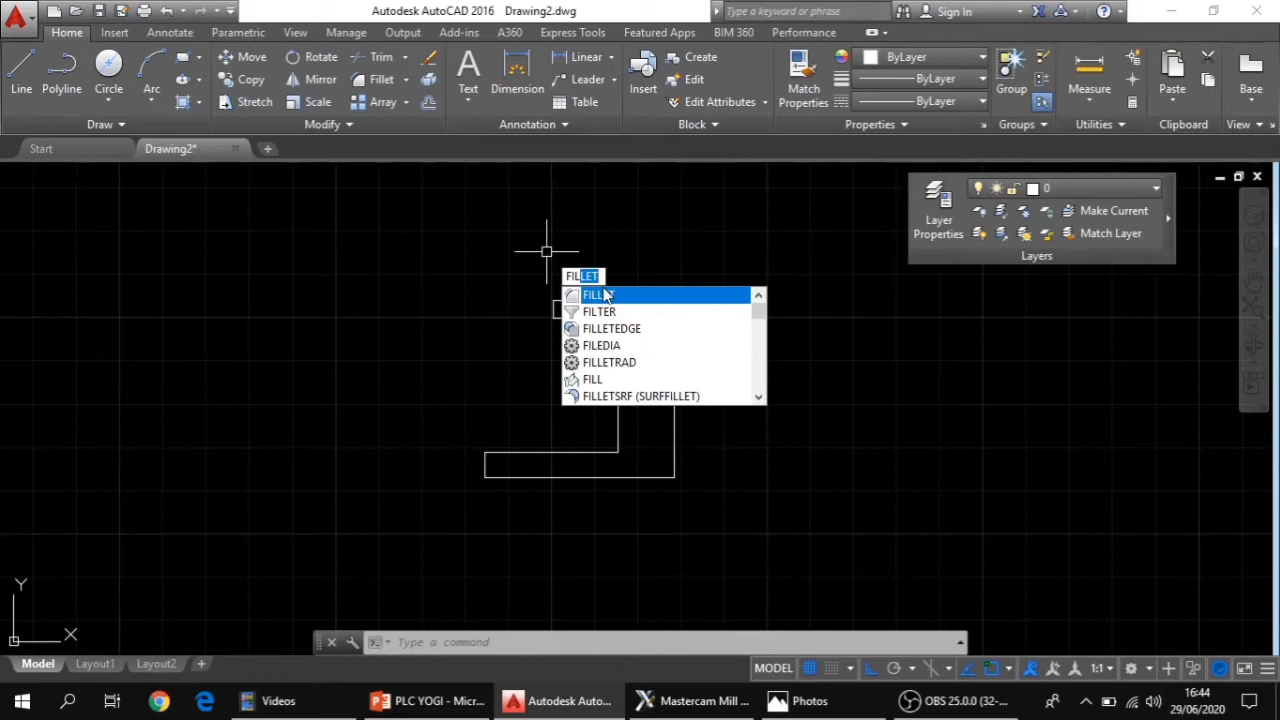 Autodesk AutoCAD 2016 Drawing2.dwg
Type a keyword or phrase
Sign In
Home Insert Annotate Parametric View Manage Output Add-ins A360 Express Tools Featured Apps BIM 360 Performance
Line
Polyline
Circle
Arc
Draw
Move
Rotate
Trim
Copy
Mirror
Fillet
Stretch
Scale
Array
Modify
Text
Dimension
Linear
Leader
Table
Annotation
Insert
Create
Edit
Edit Attributes
Block
Match
Properties
ByLayer
ByLayer
ByLayer
Properties
Group
Groups
Measure
Utilities
Paste
Clipboard
Base
View
Start
Drawing2*
0
Layer
Properties
Make Current
Match Layer
Layers
FILLET
FILLET
FILTER
FILLETEDGE
FILEDIA
FILLETRAD
FILL
FILLETSRF (SURFFILLET)
Y
X
Type a command
Model Layout1 Layout2
MODEL
1:1
Videos
PLC YOGI - Micr...
Autodesk Auto...
Mastercam Mill ...
Photos
OBS 25.0.0 (32-...
16:44
29/06/2020